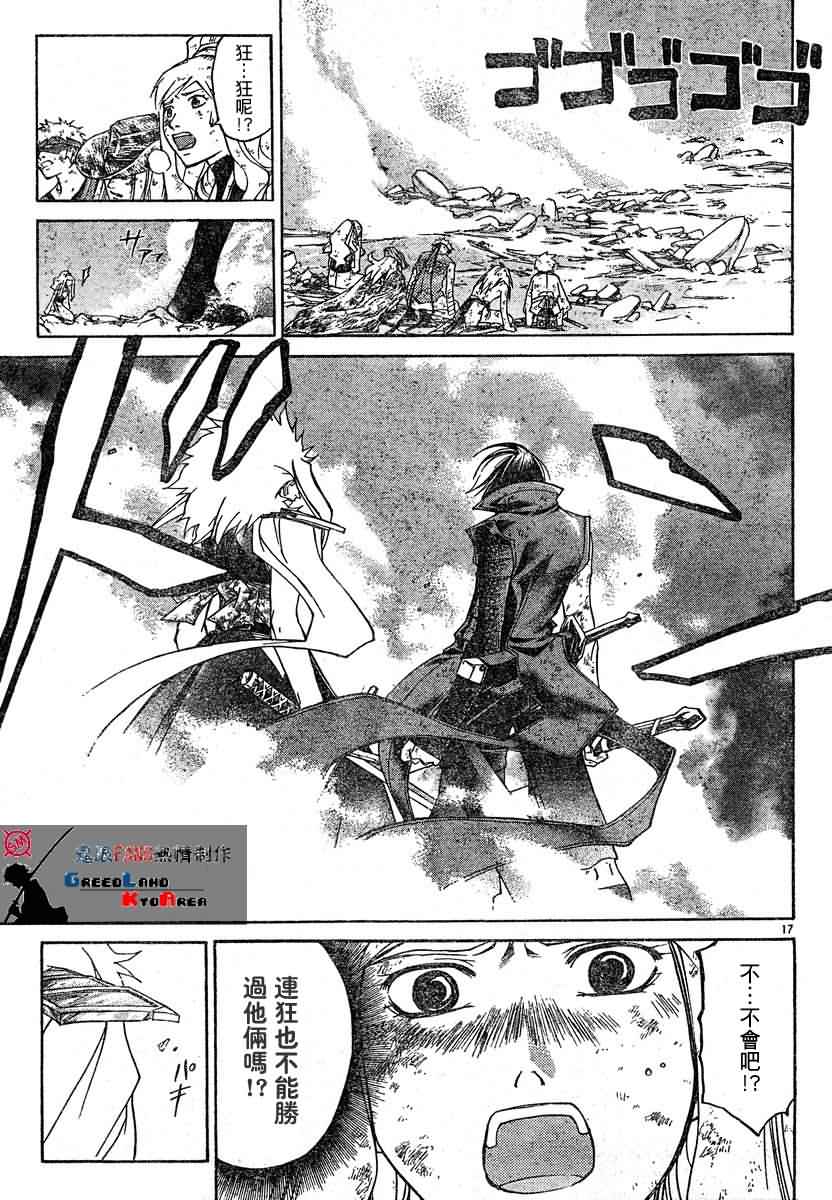 ゴゴゴゴゴ
狂…
狂呢!?
サアァ
17
不…
不會吧!?
連狂也不能勝
過他倆嗎!?
パキ
SM
鬼眼FANS熱情制作
GREEDLAND
KYOAREA